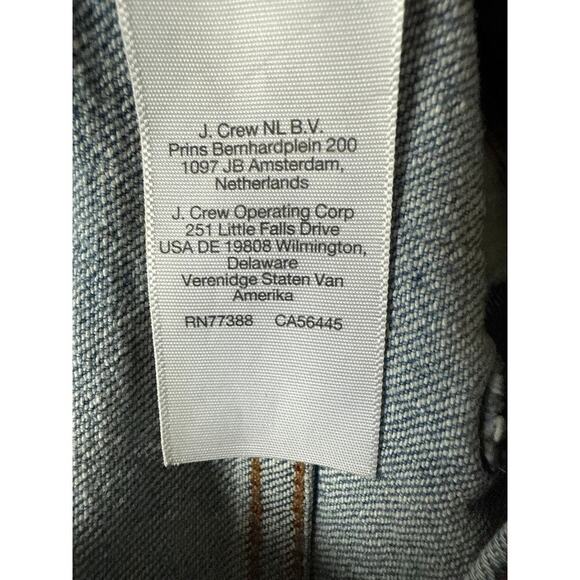 J. Crew NL B.V.
Prins Bernhardplein 200
1097 JB Amsterdam,
Netherlands
J. Crew Operating Corp
251 Little Falls Drive
USA DE 19808 Wilmington,
Delaware
Verenidge Staten Van
Amerika
RN77388 CA56445